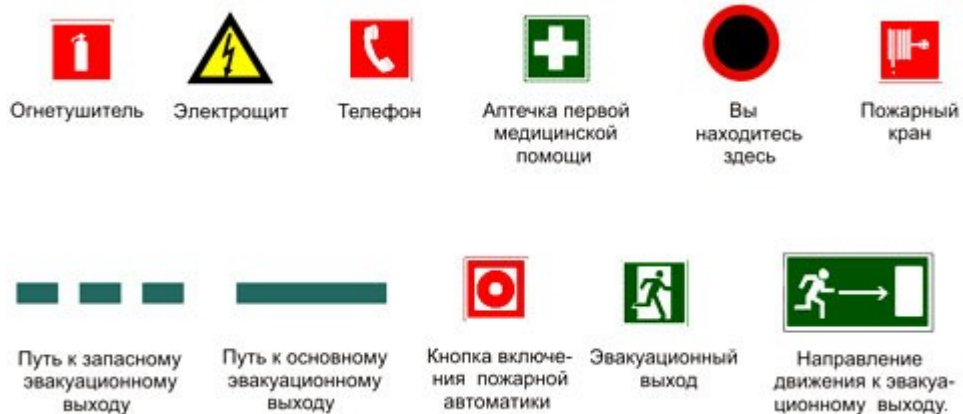 Огнетушитель
Электрощит
Телефон
Аптечка первой
медицинской
помощи
Вы
находитесь
здесь
Пожарный
кран
Путь к запасному
эвакуационному
выходу
Путь к основному
эвакуационному
выходу
Кнопка включе-
ния пожарной
автоматики
Эвакуационный
выход
Направление
движения к эвакуа-
ционному выходу.